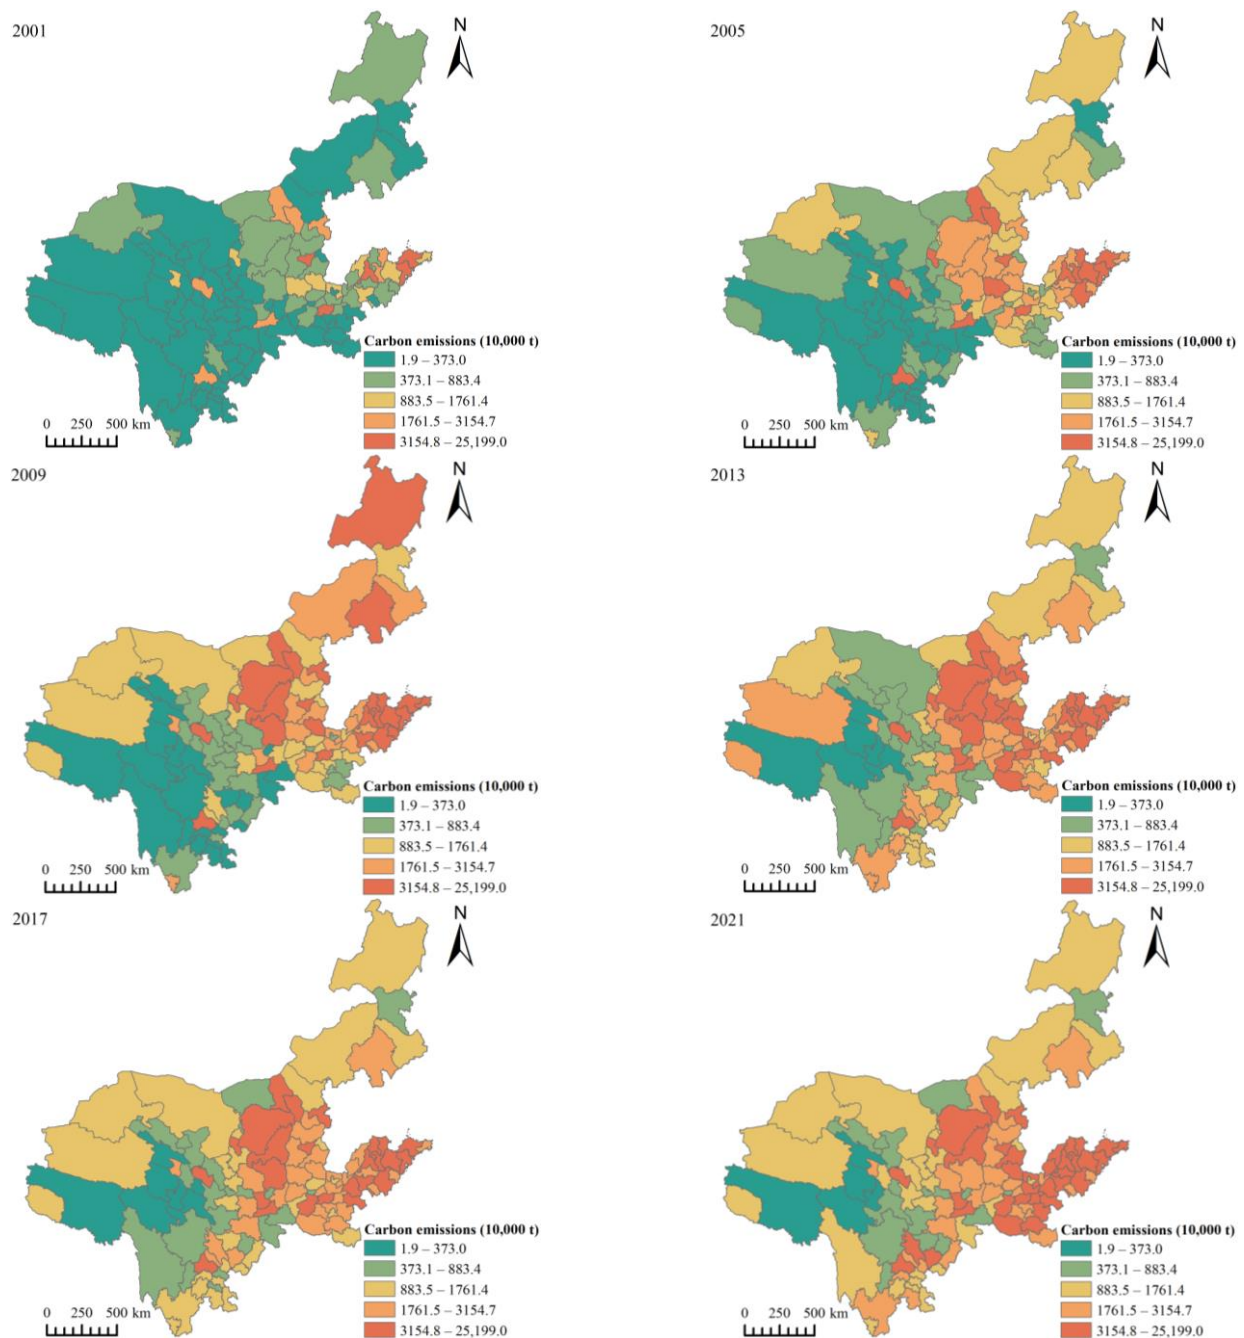 2001
N
Carbon emissions (10,000 t)
1.9 – 373.0
373.1 – 883.4
883.5 – 1761.4
1761.5 – 3154.7
3154.8 – 25,199.0
0 250 500 km
2005
N
Carbon emissions (10,000 t)
1.9 – 373.0
373.1 – 883.4
883.5 – 1761.4
1761.5 – 3154.7
3154.8 – 25,199.0
0 250 500 km
2009
N
Carbon emissions (10,000 t)
1.9 – 373.0
373.1 – 883.4
883.5 – 1761.4
1761.5 – 3154.7
3154.8 – 25,199.0
0 250 500 km
2013
N
Carbon emissions (10,000 t)
1.9 – 373.0
373.1 – 883.4
883.5 – 1761.4
1761.5 – 3154.7
3154.8 – 25,199.0
0 250 500 km
2017
N
Carbon emissions (10,000 t)
1.9 – 373.0
373.1 – 883.4
883.5 – 1761.4
1761.5 – 3154.7
3154.8 – 25,199.0
0 250 500 km
2021
N
Carbon emissions (10,000 t)
1.9 – 373.0
373.1 – 883.4
883.5 – 1761.4
1761.5 – 3154.7
3154.8 – 25,199.0
0 250 500 km